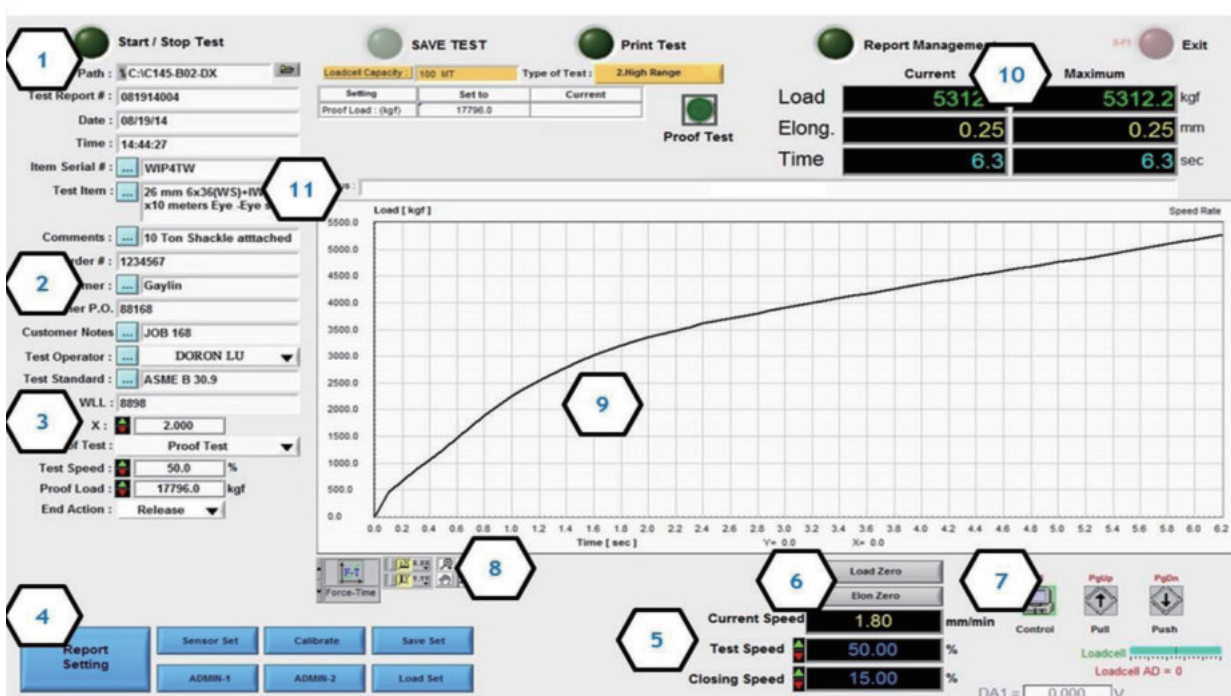 Start / Stop Test
SAVE TEST
Print Test
Report Management
Exit
1
Path : C:\C145-B02-DX
Test Report # : 081914004
Date : 08/19/14
Time : 14:44:27
Item Serial # : ... WIP4TW
Test Item : ... 26 mm 6x36(WS)+IW
x10 meters Eye -Eye s
Comments : ... 10 Ton Shackle atttached
rder # : 1234567
2
mer : ... Gaylin
er P.O. 88168
Customer Notes ... JOB 168
Test Operator : ... DORON LU
Test Standard : ... ASME B 30.9
WLL : 8898
3
X : 2.000
of Test : Proof Test
Test Speed : 50.0 %
Proof Load : 17796.0 kgf
End Action : Release
Loadcell Capacity : 100 MT
Type of Test : 2.High Range
Setting Set to Current
Proof Load : (kgf) 17796.0
Proof Test
10
Current Maximum
Load 5312 5312.2 kgf
Elong. 0.25 0.25 mm
Time 6.3 6.3 sec
11
us :
Load [ kgf ]
Speed Rate
5500.0
5000.0
4500.0
4000.0
3500.0
3000.0
2500.0
2000.0
1500.0
1000.0
500.0
0.0
9
0.0 0.2 0.4 0.6 0.8 1.0 1.2 1.4 1.6 1.8 2.0 2.2 2.4 2.6 2.8 3.0 3.2 3.4 3.6 3.8 4.0 4.2 4.4 4.6 4.8 5.0 5.2 5.4 5.6 5.8 6.0 6.2
Time [ sec ]
Y= 0.0 X= 0.0
F-T
Force-Time
8
4
Report
Setting
Sensor Set
Calibrate
Save Set
ADMIN-1
ADMIN-2
Load Set
6
Load Zero
Elon Zero
5
Current Speed 1.80 mm/min
Test Speed 50.00 %
Closing Speed 15.00 %
7
PgUp
PgDn
Control
Pull
Push
Loadcell
Loadcell AD = 0
DA1 = 0.000 V